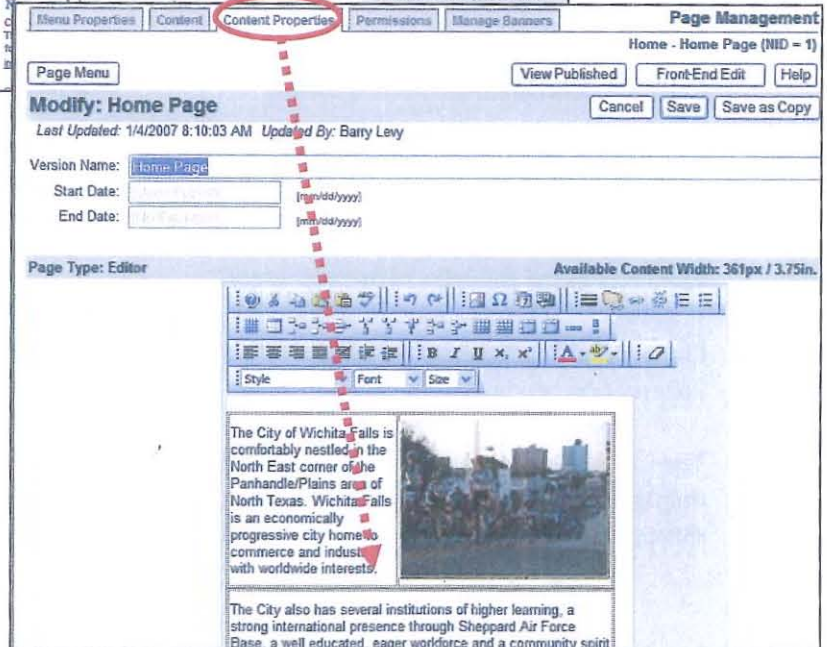 Menu Properties Content Content Properties Permissions Manage Banners Page Management
Home - Home Page (NID = 1)
Page Menu View Published Front-End Edit Help
Modify: Home Page Cancel Save Save as Copy
Last Updated: 1/4/2007 8:10:03 AM Updated By: Barry Levy
Version Name: Home Page
Start Date: [mm/dd/yyyy]
End Date: [mm/dd/yyyy]
Page Type: Editor Available Content Width: 361px / 3.75in.
B I U x, x²
Style Font Size
The City of Wichita Falls is
comfortably nestled in the
North East corner of the
Panhandle/Plains area of
North Texas. Wichita Falls
is an economically
progressive city home to
commerce and industry
with worldwide interests.
The City also has several institutions of higher learning, a
strong international presence through Sheppard Air Force
Base, a well educated, eager workforce and a community spirit